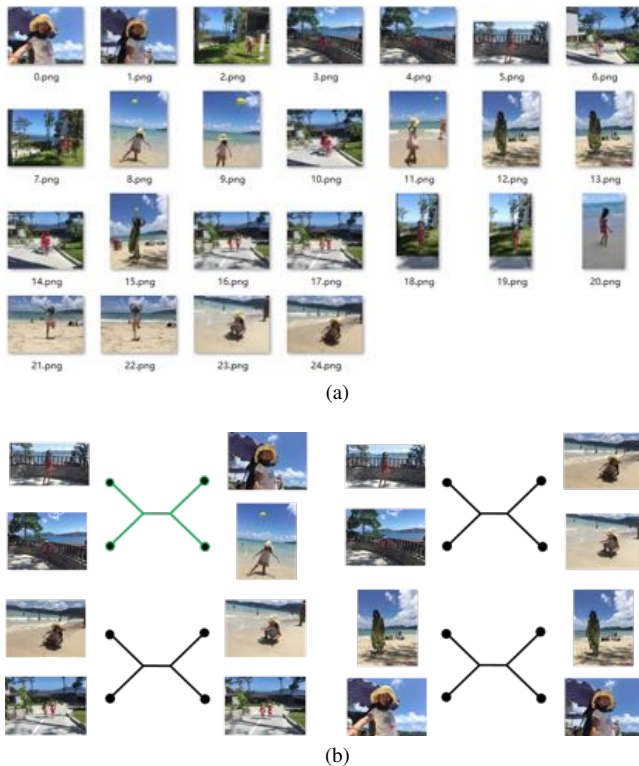 0.png 1.png 2.png 3.png 4.png 5.png 6.png
7.png 8.png 9.png 10.png 11.png 12.png 13.png
14.png 15.png 16.png 17.png 18.png 19.png 20.png
21.png 22.png 23.png 24.png
(a)
(b)